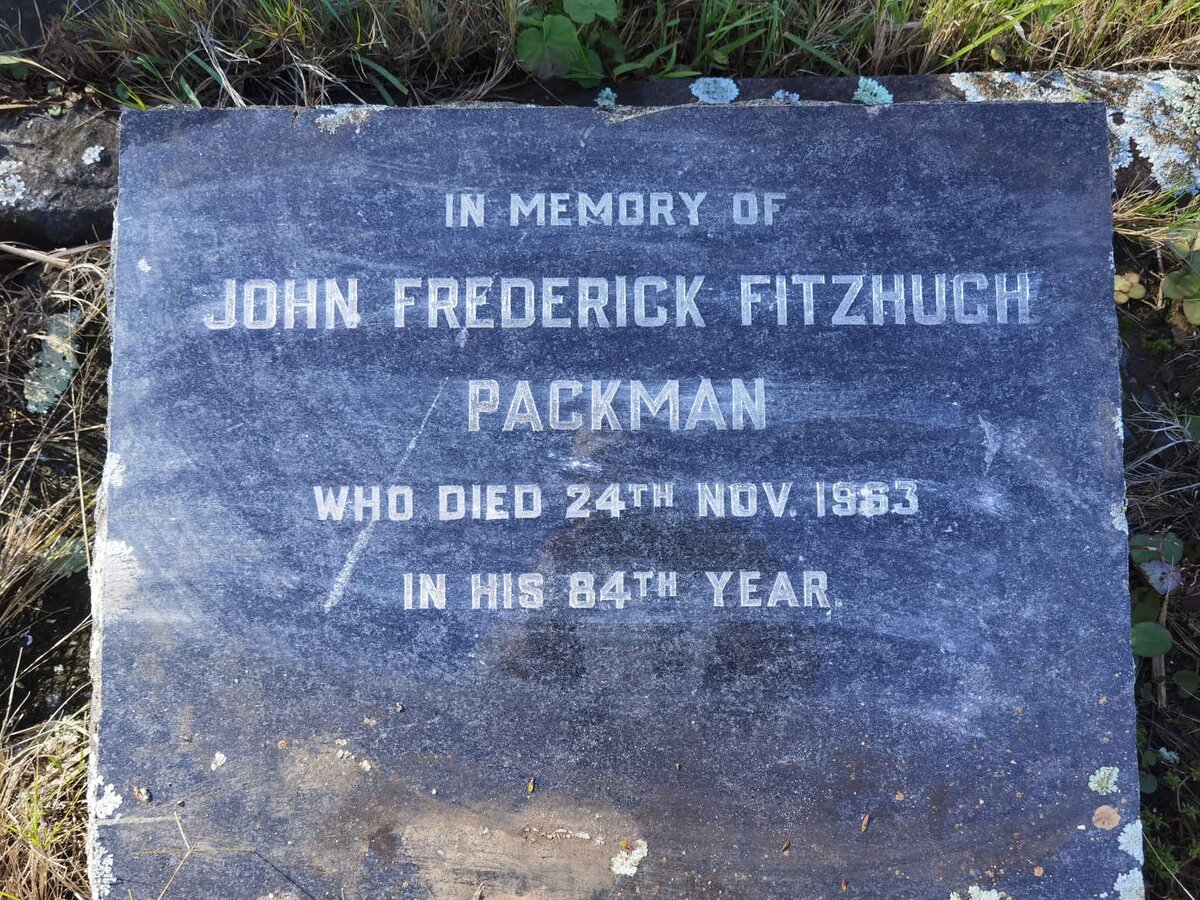 IN MEMORY OF
JOHN FREDERICK FITZHUGH
PACKMAN
WHO DIED 24TH NOV. 1963
IN HIS 84TH YEAR.